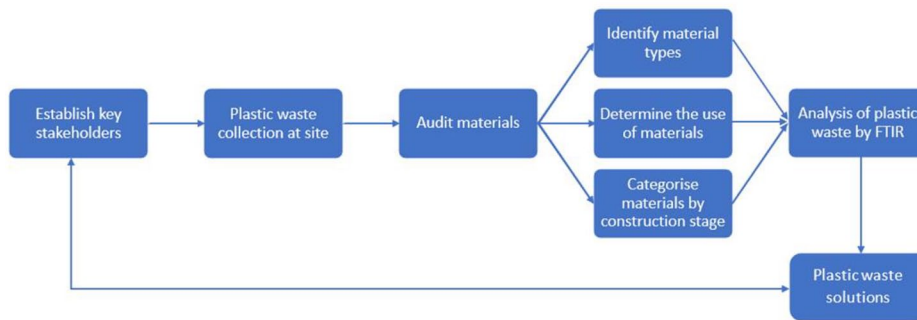 Establish key
stakeholders
Plastic waste
collection at site
Audit materials
Identify material
types
Determine the use
of materials
Categorise
materials by
construction stage
Analysis of plastic
waste by FTIR
Plastic waste
solutions